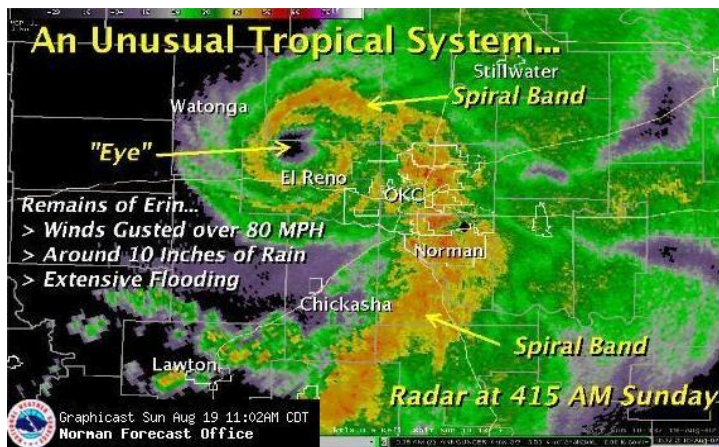 An Unusual Tropical System...
Stillwater
Spiral Band
Watonga
"Eye"
El Reno
OKC
Remains of Erin...
> Winds Gusted over 80 MPH
> Around 10 Inches of Rain
> Extensive Flooding
Norman
Chickasha
Spiral Band
Lawton
Radar at 415 AM Sunday
Graphicast Sun Aug 19 11:02AM CDT
Norman Forecast Office